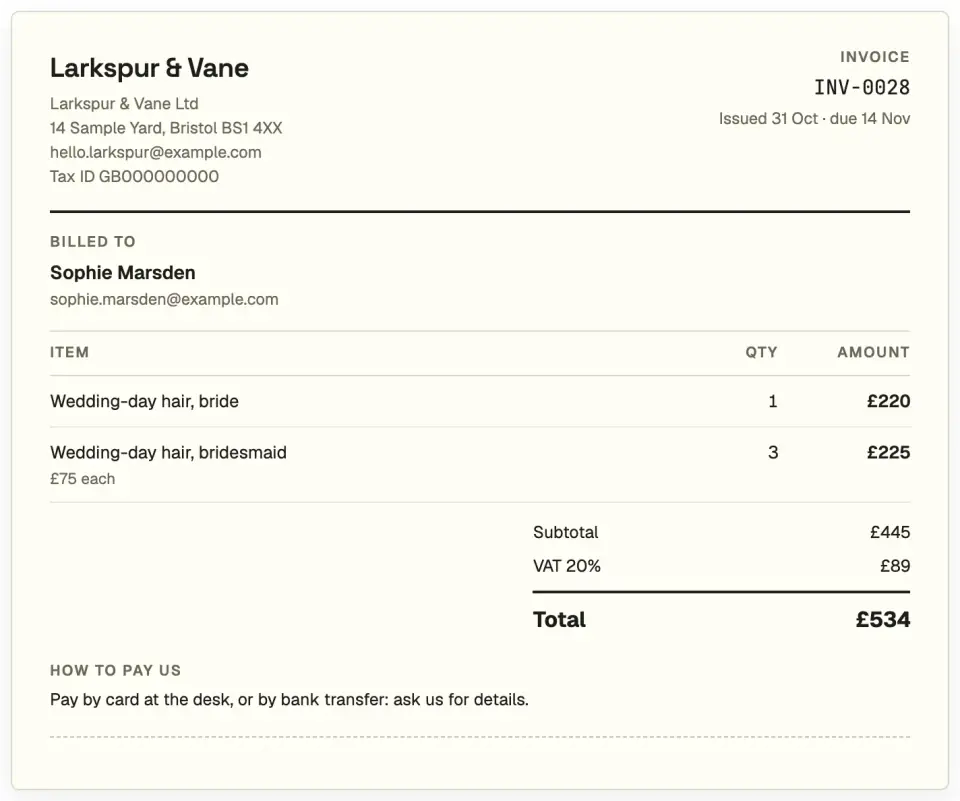 Larkspur & Vane
Larkspur & Vane Ltd
14 Sample Yard, Bristol BS1 4XX
hello.larkspur@example.com
Tax ID GB000000000
INVOICE
INV-0028
Issued 31 Oct · due 14 Nov
BILLED TO
Sophie Marsden
sophie.marsden@example.com
ITEM QTY AMOUNT
Wedding-day hair, bride 1 £220
Wedding-day hair, bridesmaid 3 £225
£75 each
Subtotal £445
VAT 20% £89
Total £534
HOW TO PAY US
Pay by card at the desk, or by bank transfer: ask us for details.